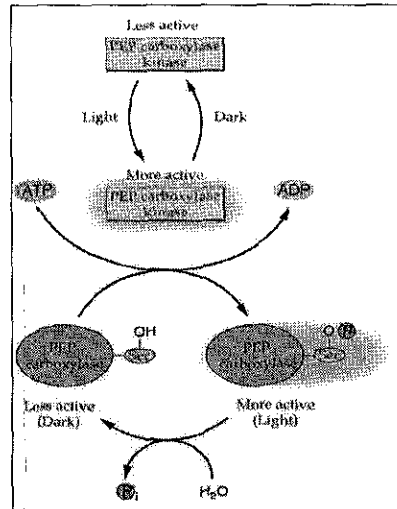 Less active
PEP carboxylase
kinase
Light
Dark
More active
PEP carboxylase
kinase
ATP
ADP
OH
PEP
carboxylase
Ser
O P
PEP
carboxylase
Ser
Less active
(Dark)
More active
(Light)
Pi
H₂O